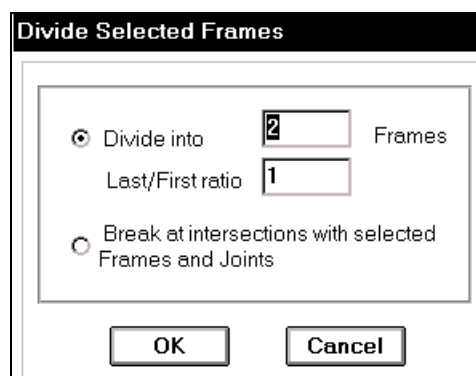 Divide Selected Frames
Divide into 2 Frames
Last/First ratio 1
Break at intersections with selected
Frames and Joints
OK Cancel